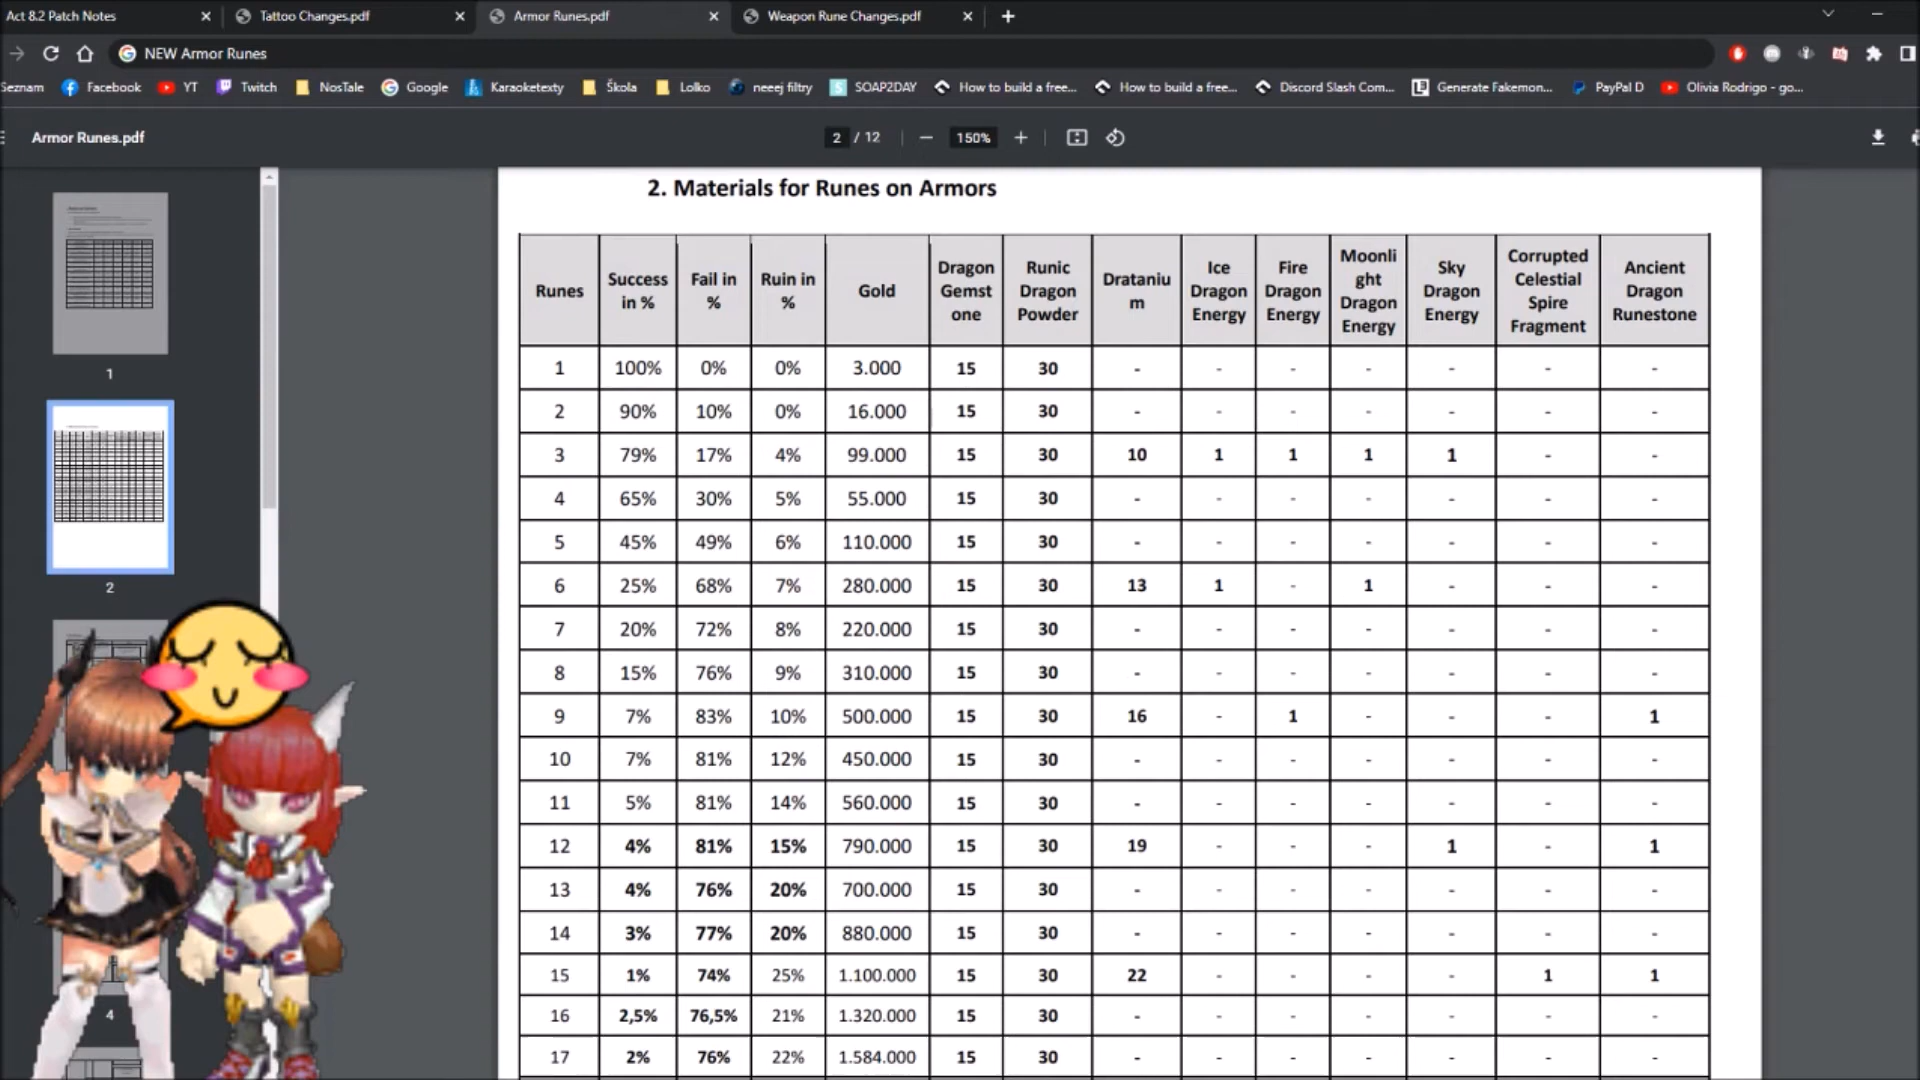 Act 8.2 Patch Notes Tattoo Changes.pdf Armor Runes.pdf Weapon Rune Changes.pdf
NEW Armor Runes
Seznam Facebook YT Twitch NosTale Google Karaoketexty Škola Lolko neeej filtry SOAP2DAY How to build a free... How to build a free... Discord Slash Com... Generate Fakemon... PayPal D Olivia Rodrigo - go...
Armor Runes.pdf 2 / 12 150%
1
2
4
2. Materials for Runes on Armors
Runes Success in % Fail in % Ruin in % Gold Dragon Gemst one Runic Dragon Powder Drataniu m Ice Dragon Energy Fire Dragon Energy Moonli ght Dragon Energy Sky Dragon Energy Corrupted Celestial Spire Fragment Ancient Dragon Runestone
1 100% 0% 0% 3.000 15 30 - - - - - - -
2 90% 10% 0% 16.000 15 30 - - - - - - -
3 79% 17% 4% 99.000 15 30 10 1 1 1 1 - -
4 65% 30% 5% 55.000 15 30 - - - - - - -
5 45% 49% 6% 110.000 15 30 - - - - - - -
6 25% 68% 7% 280.000 15 30 13 1 - 1 - - -
7 20% 72% 8% 220.000 15 30 - - - - - - -
8 15% 76% 9% 310.000 15 30 - - - - - - -
9 7% 83% 10% 500.000 15 30 16 - 1 - - - 1
10 7% 81% 12% 450.000 15 30 - - - - - - -
11 5% 81% 14% 560.000 15 30 - - - - - - -
12 4% 81% 15% 790.000 15 30 19 - - - 1 - 1
13 4% 76% 20% 700.000 15 30 - - - - - - -
14 3% 77% 20% 880.000 15 30 - - - - - - -
15 1% 74% 25% 1.100.000 15 30 22 - - - - 1 1
16 2,5% 76,5% 21% 1.320.000 15 30 - - - - - - -
17 2% 76% 22% 1.584.000 15 30 - - - - - - -